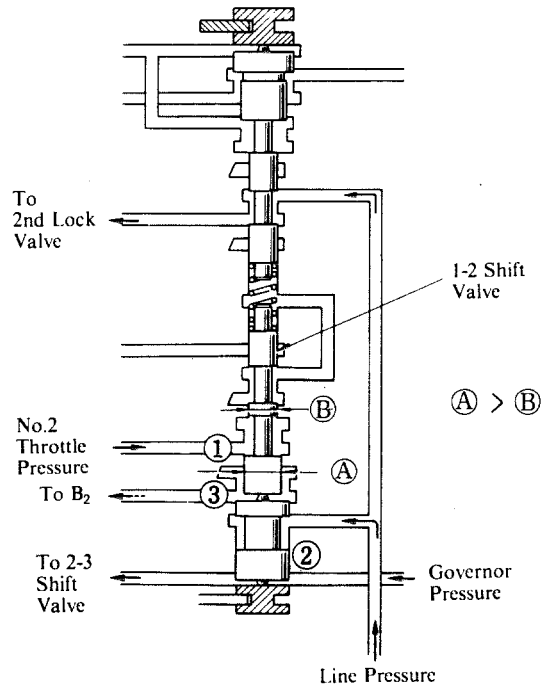 To
2nd Lock
Valve
1-2 Shift
Valve
Ⓑ
Ⓐ > Ⓑ
No.2
Throttle
Pressure
①
Ⓐ
To B₂
③
②
To 2-3
Shift
Valve
Governor
Pressure
Line Pressure